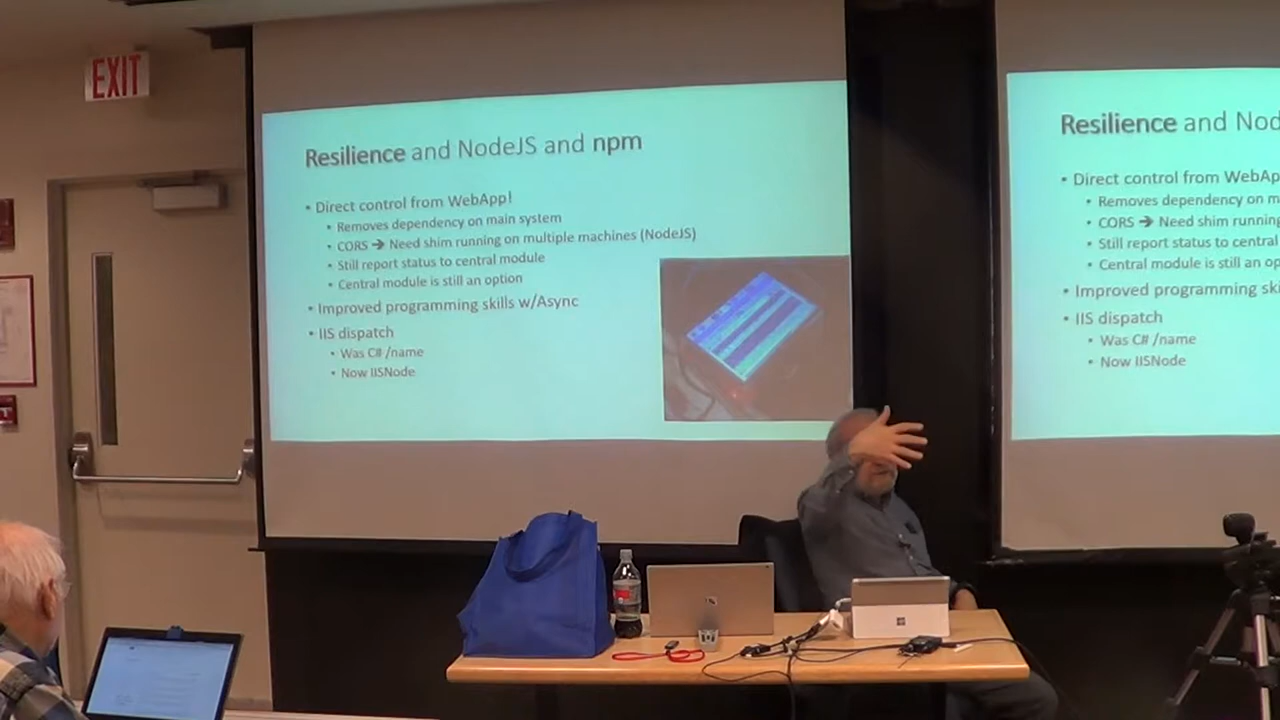 EXIT
Resilience and NodeJS and npm
• Direct control from WebApp!
• Removes dependency on main system
• CORS ➔ Need shim running on multiple machines (NodeJS)
• Still report status to central module
• Central module is still an option
• Improved programming skills w/Async
• IIS dispatch
• Was C# /name
• Now IISNode
Resilience and Nod
• Direct control from WebAp
• Removes dependency on m
• CORS ➔ Need shim running
• Still report status to central
• Central module is still an op
• Improved programming ski
• IIS dispatch
• Was C# /name
• Now IISNode